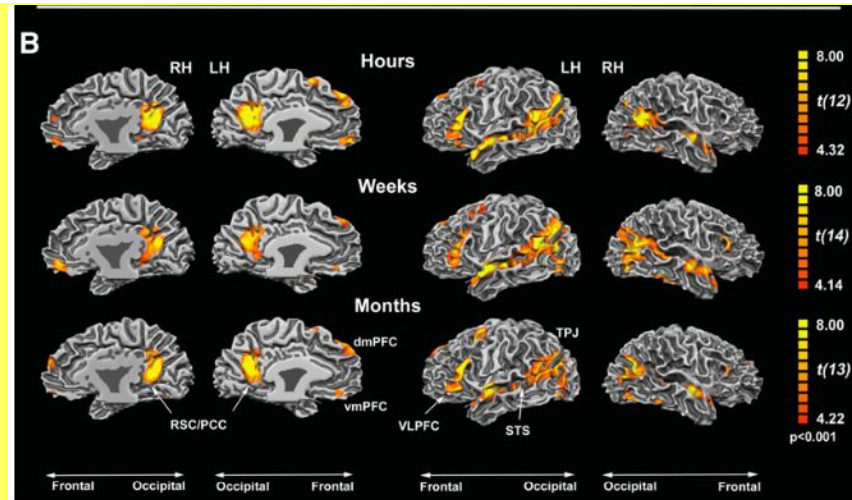 B
RH LH Hours LH RH
8.00
t(12)
4.32
Weeks
8.00
t(14)
4.14
Months
8.00
t(13)
4.22
p<0.001
dmPFC
TPJ
RSC/PCC
vmPFC
VLPFC
STS
Frontal Occipital Occipital Frontal Frontal Occipital Occipital Frontal